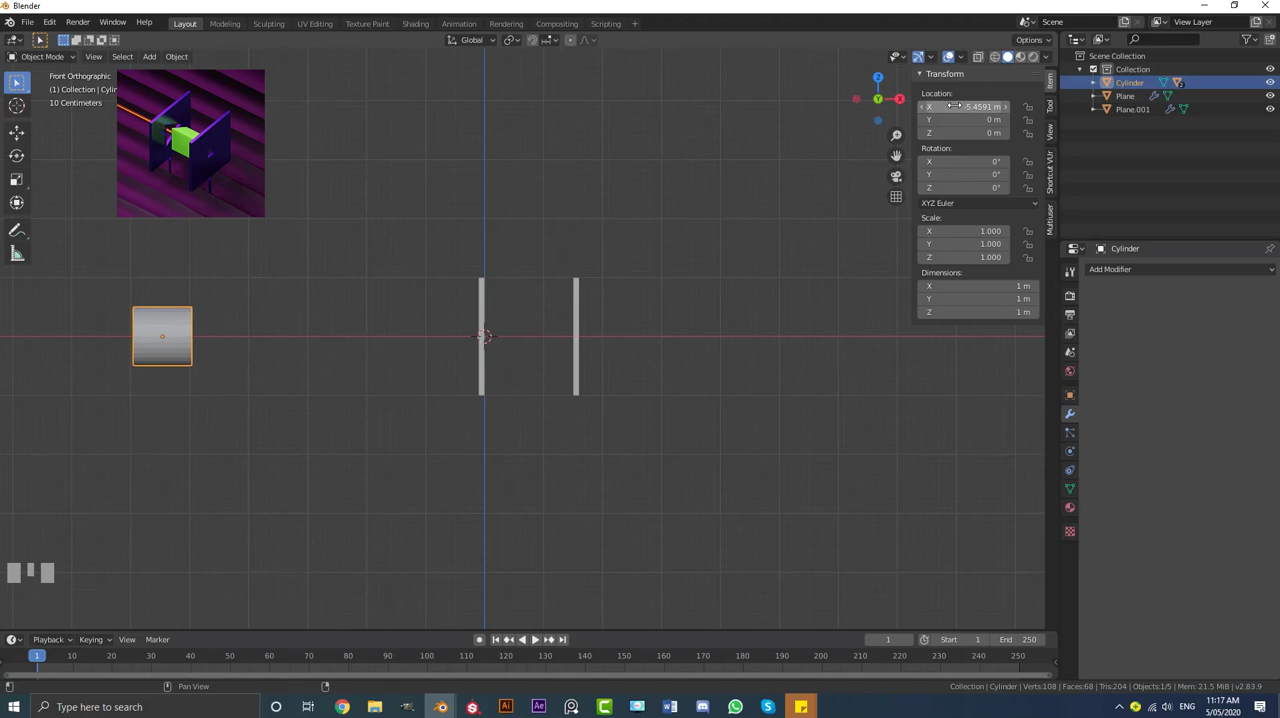 Blender
File Edit Render Window Help Layout Modeling Sculpting UV Editing Texture Paint Shading Animation Rendering Compositing Scripting + Scene View Layer
Global Options
Object Mode View Select Add Object
Front Orthographic
(1) Collection | Cylinder
10 Centimeters
Z
X
Y
Transform
Location:
X -5.4591 m
Y 0 m
Z 0 m
Rotation:
X 0°
Y 0°
Z 0°
XYZ Euler
Scale:
X 1.000
Y 1.000
Z 1.000
Dimensions:
X 1 m
Y 1 m
Z 1 m
Item
Tool
View
Shortcut VUr
Multiuser
Scene Collection
Collection
Cylinder
Plane
Plane.001
Cylinder
Add Modifier
Playback Keying View Marker 1 Start 1 End 250
1 10 20 30 40 50 60 70 80 90 100 110 120 130 140 150 160 170 180 190 200 210 220 230 240 250
Pan View Collection | Cylinder | Verts:108 | Faces:68 | Tris:204 | Objects:1/5 | Mem: 21.5 MiB | v2.83.9
Type here to search
11:17 AM
5/05/2020